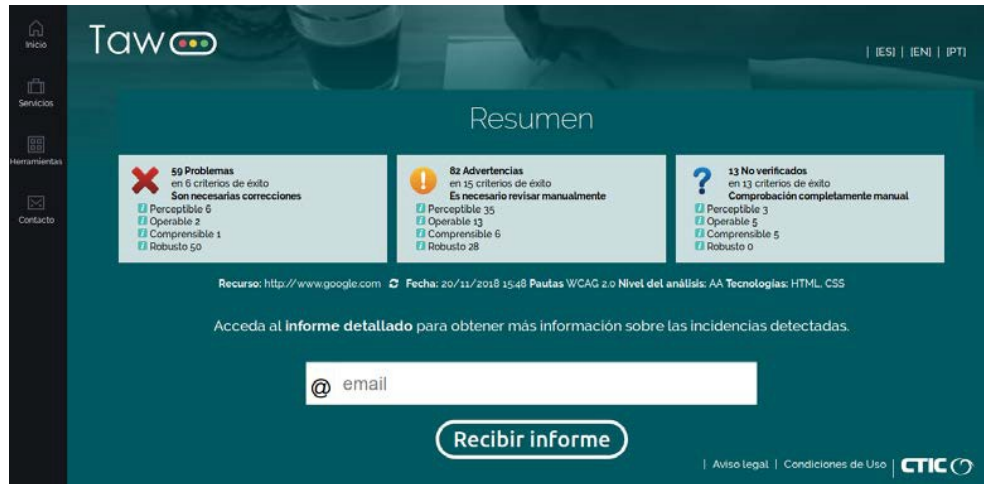 Inicio
Servicios
Herramientas
Contacto
Taw
| [ES] | [EN] | [PT]
Resumen
59 Problemas
en 6 criterios de éxito
Son necesarias correcciones
Perceptible 6
Operable 2
Comprensible 1
Robusto 50
82 Advertencias
en 15 criterios de éxito
Es necesario revisar manualmente
Perceptible 35
Operable 13
Comprensible 6
Robusto 28
13 No verificados
en 13 criterios de éxito
Comprobación completamente manual
Perceptible 3
Operable 5
Comprensible 5
Robusto 0
Recurso: http://www.google.com Fecha: 20/11/2018 15:48 Pautas WCAG 2.0 Nivel del análisis: AA Tecnologías: HTML, CSS
Acceda al informe detallado para obtener más información sobre las incidencias detectadas.
@ email
Recibir informe
| Aviso legal | Condiciones de Uso | CTIC